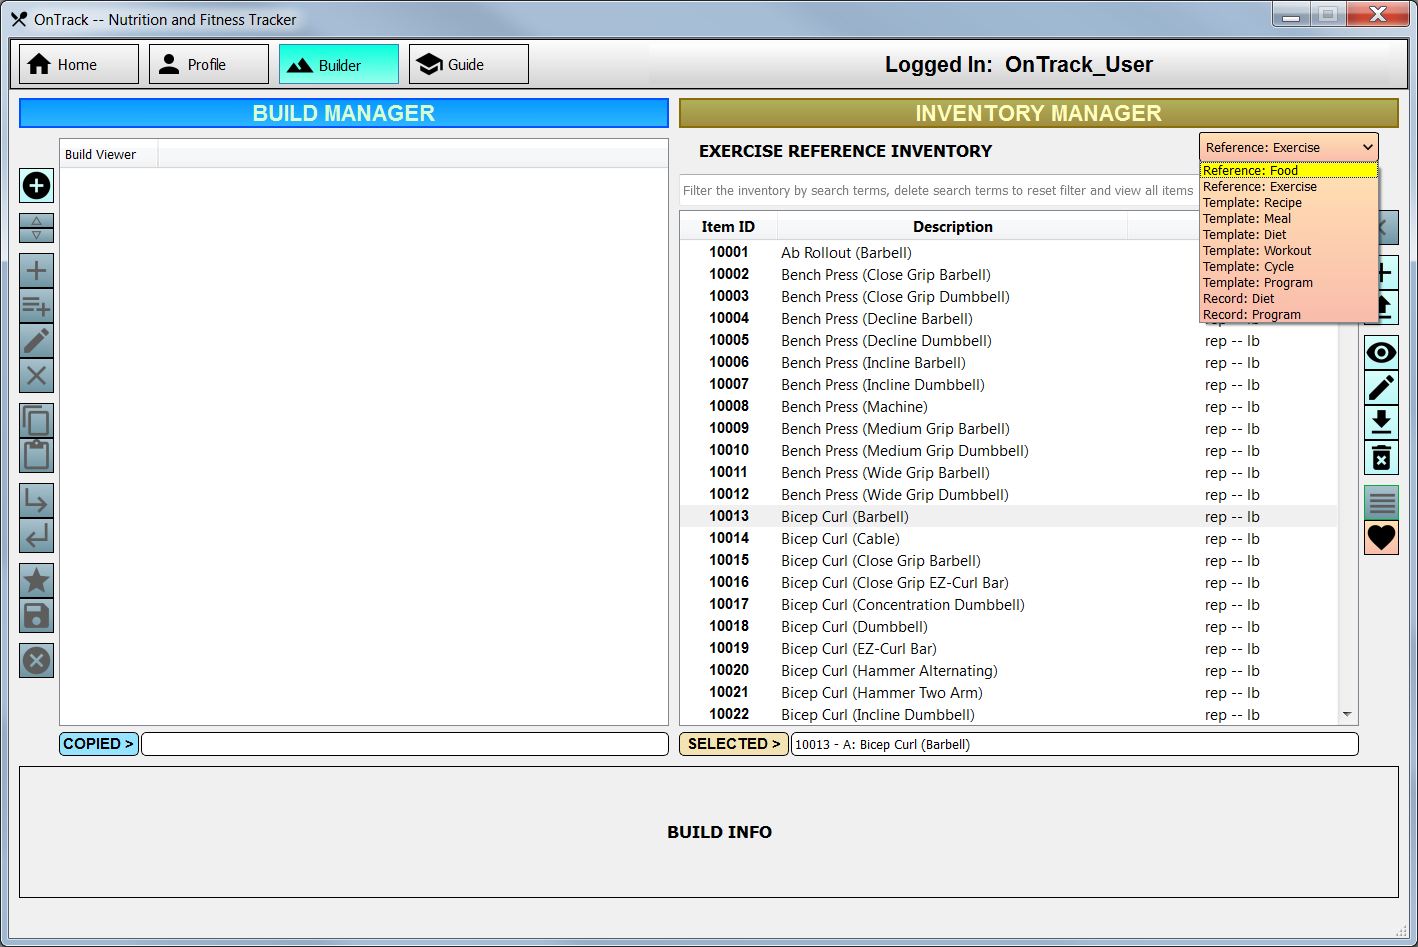 OnTrack -- Nutrition and Fitness Tracker
Home
Profile
Builder
Guide
Logged In: OnTrack_User
BUILD MANAGER
INVENTORY MANAGER
Build Viewer
EXERCISE REFERENCE INVENTORY
Reference: Exercise
Reference: Food
Reference: Exercise
Template: Recipe
Template: Meal
Template: Diet
Template: Workout
Template: Cycle
Template: Program
Record: Diet
Record: Program
Filter the inventory by search terms, delete search terms to reset filter and view all items
Item ID Description
10001 Ab Rollout (Barbell)
10002 Bench Press (Close Grip Barbell)
10003 Bench Press (Close Grip Dumbbell)
10004 Bench Press (Decline Barbell) rep -- lb
10005 Bench Press (Decline Dumbbell) rep -- lb
10006 Bench Press (Incline Barbell) rep -- lb
10007 Bench Press (Incline Dumbbell) rep -- lb
10008 Bench Press (Machine) rep -- lb
10009 Bench Press (Medium Grip Barbell) rep -- lb
10010 Bench Press (Medium Grip Dumbbell) rep -- lb
10011 Bench Press (Wide Grip Barbell) rep -- lb
10012 Bench Press (Wide Grip Dumbbell) rep -- lb
10013 Bicep Curl (Barbell) rep -- lb
10014 Bicep Curl (Cable) rep -- lb
10015 Bicep Curl (Close Grip Barbell) rep -- lb
10016 Bicep Curl (Close Grip EZ-Curl Bar) rep -- lb
10017 Bicep Curl (Concentration Dumbbell) rep -- lb
10018 Bicep Curl (Dumbbell) rep -- lb
10019 Bicep Curl (EZ-Curl Bar) rep -- lb
10020 Bicep Curl (Hammer Alternating) rep -- lb
10021 Bicep Curl (Hammer Two Arm) rep -- lb
10022 Bicep Curl (Incline Dumbbell) rep -- lb
COPIED >
SELECTED > 10013 - A: Bicep Curl (Barbell)
BUILD INFO